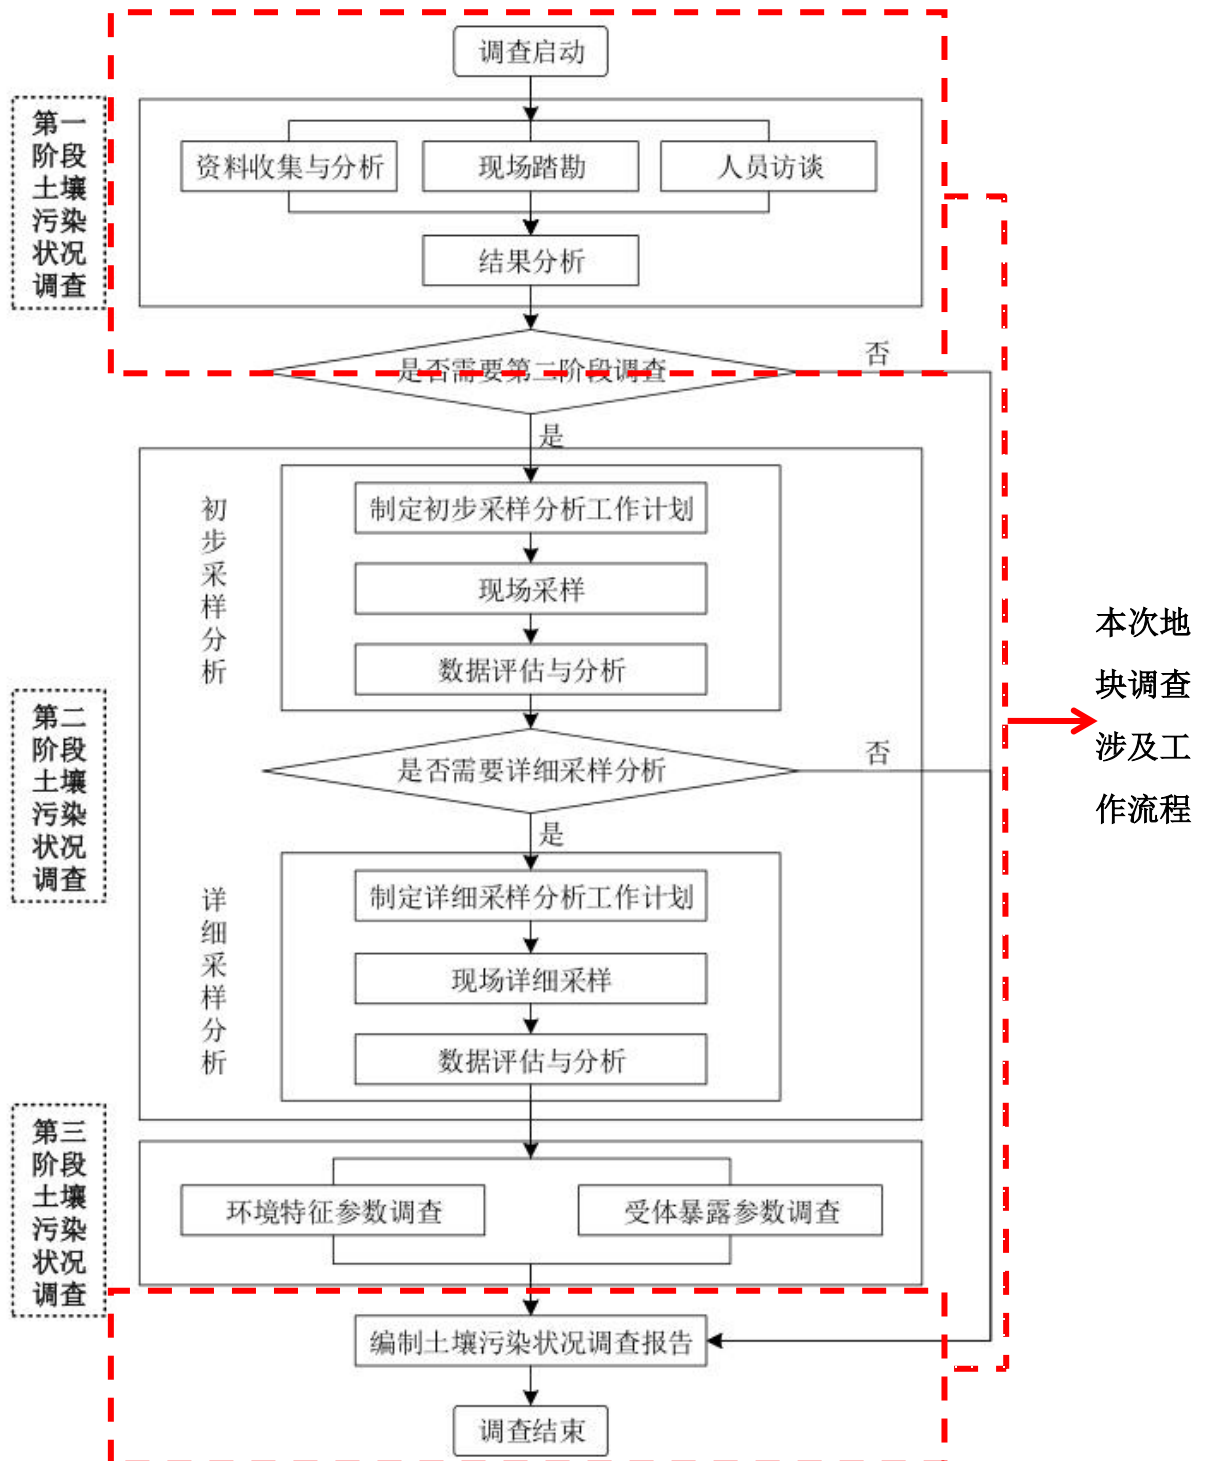 调查启动
第一
阶段
土壤
污染
状况
调查
资料收集与分析
现场踏勘
人员访谈
结果分析
是否需要第二阶段调查
否
是
初
步
采
样
分
析
制定初步采样分析工作计划
现场采样
数据评估与分析
本次地
块调查
涉及工
作流程
第二
阶段
土壤
污染
状况
调查
是否需要详细采样分析
否
是
详
细
采
样
分
析
制定详细采样分析工作计划
现场详细采样
数据评估与分析
第三
阶段
土壤
污染
状况
调查
环境特征参数调查
受体暴露参数调查
编制土壤污染状况调查报告
调查结束